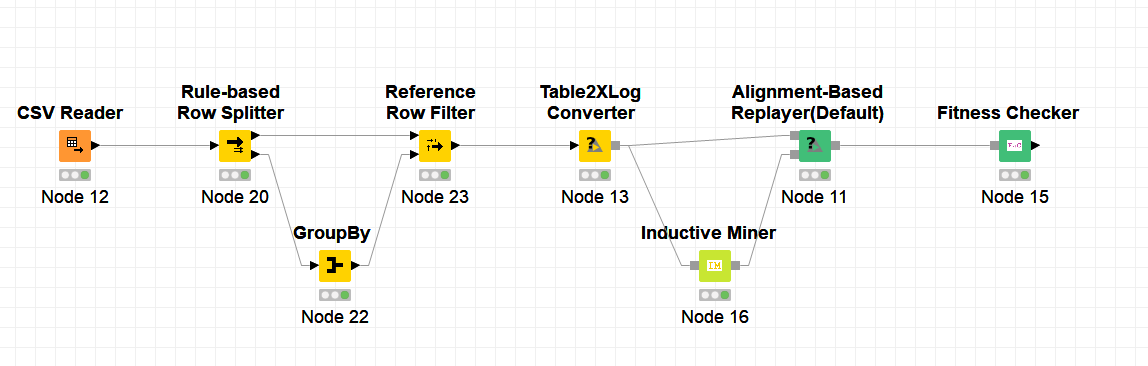 CSV Reader
Node 12
Rule-based
Row Splitter
Node 20
GroupBy
Node 22
Reference
Row Filter
Node 23
Table2XLog
Converter
?
Node 13
Inductive Miner
IM
Node 16
Alignment-Based
Replayer(Default)
?
Node 11
Fitness Checker
Node 15